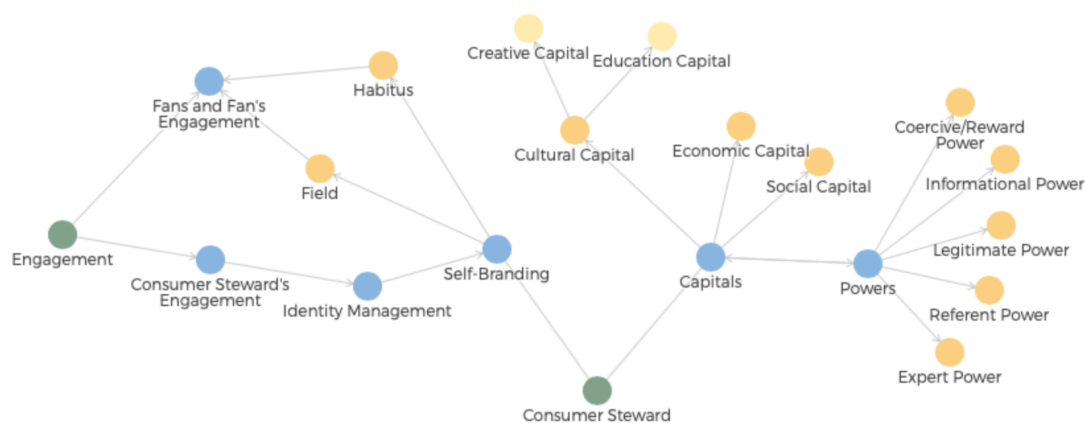 Creative Capital
Education Capital
Habitus
Fans and Fan's
Engagement
Coercive/Reward
Power
Cultural Capital
Economic Capital
Social Capital
Informational Power
Field
Legitimate Power
Engagement
Consumer Steward's
Engagement
Self-Branding
Capitals
Powers
Identity Management
Referent Power
Expert Power
Consumer Steward